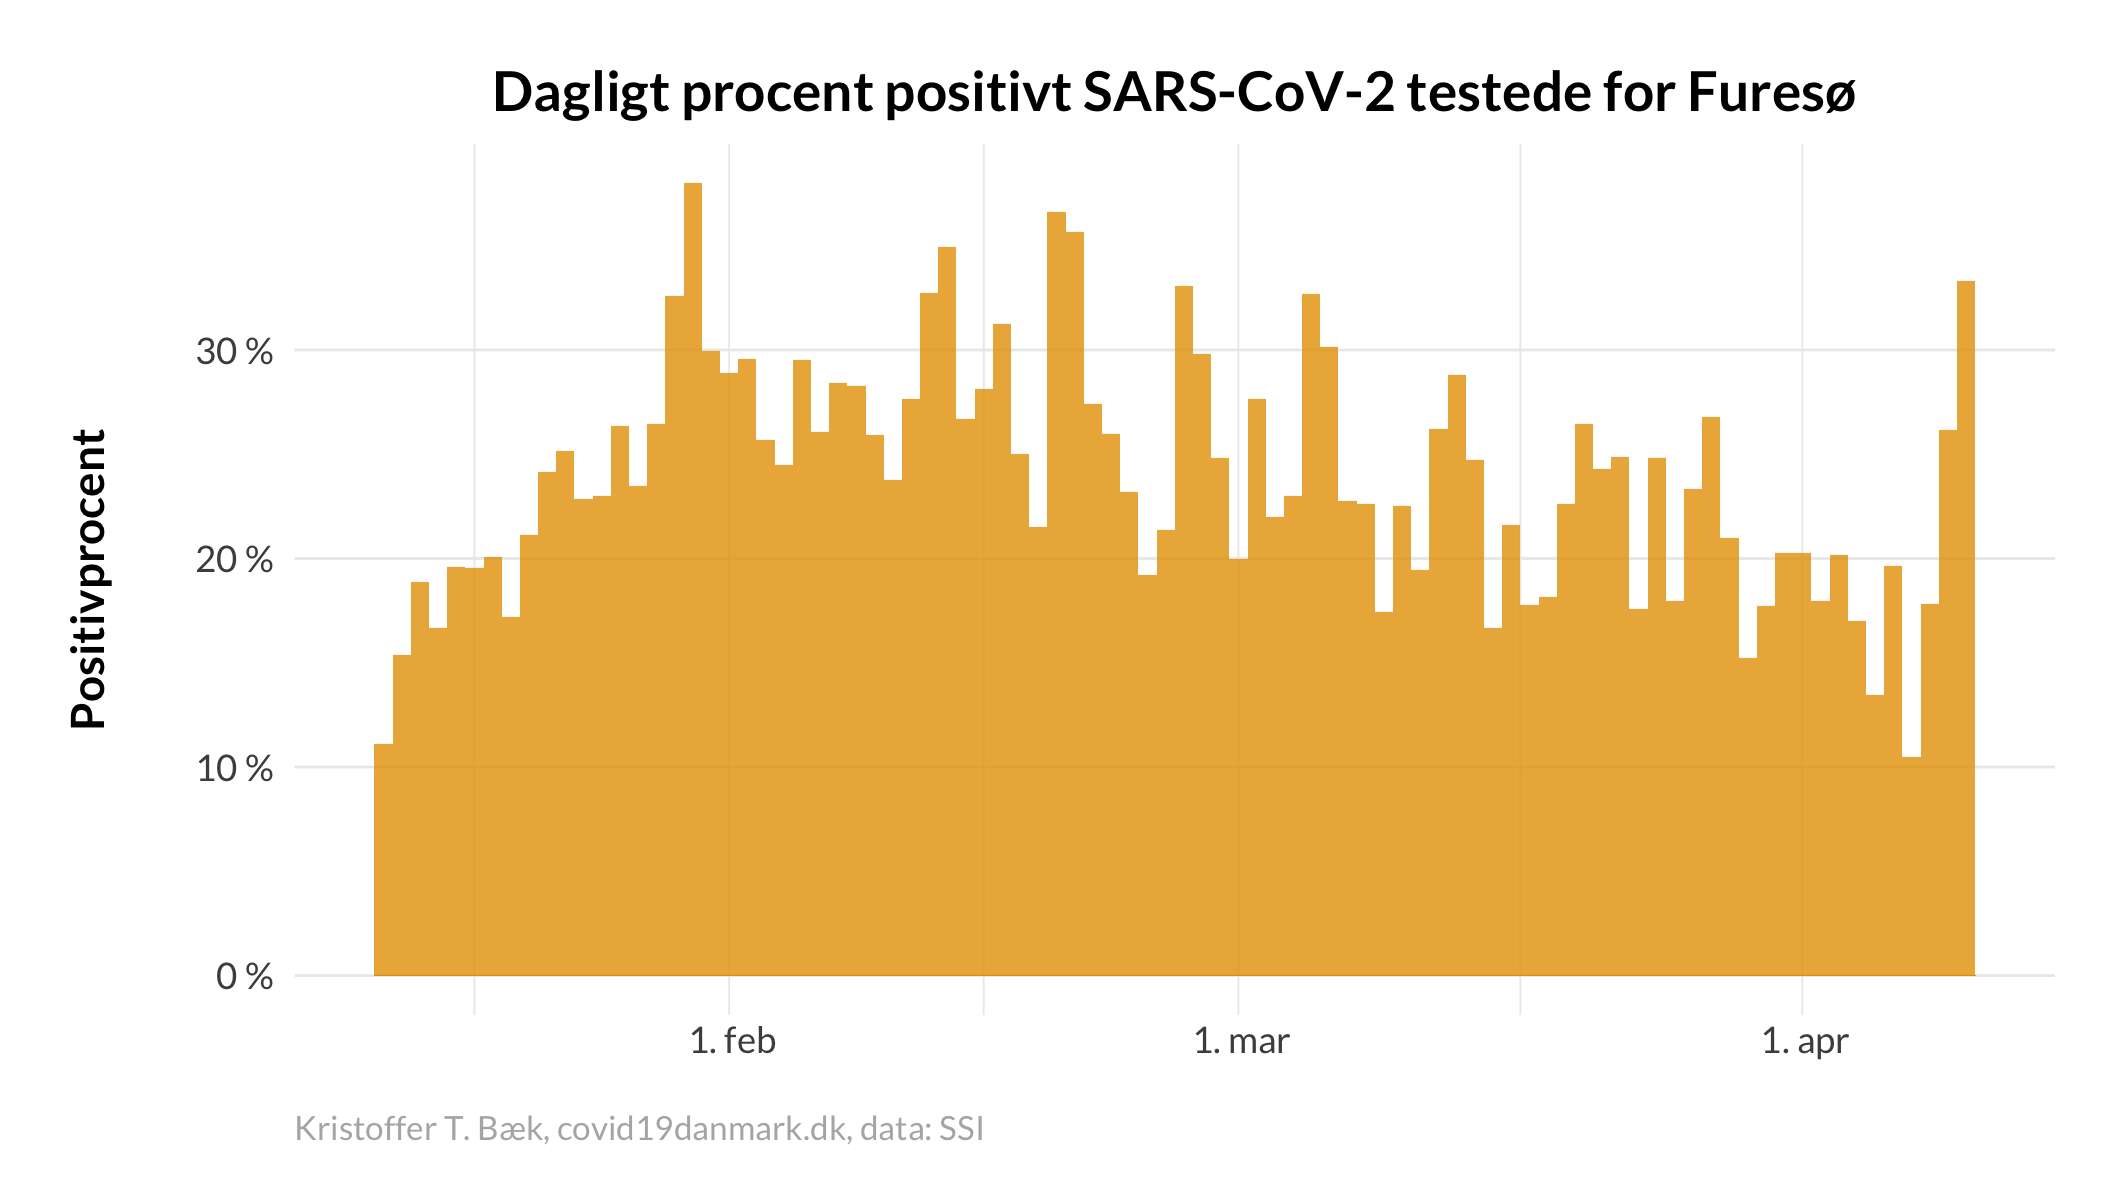 Dagligt procent positivt SARS-CoV-2 testede for Furesø
Positivprocent
30 %
20 %
10 %
0 %
1. feb
1. mar
1. apr
Kristoffer T. Bæk, covid19danmark.dk, data: SSI